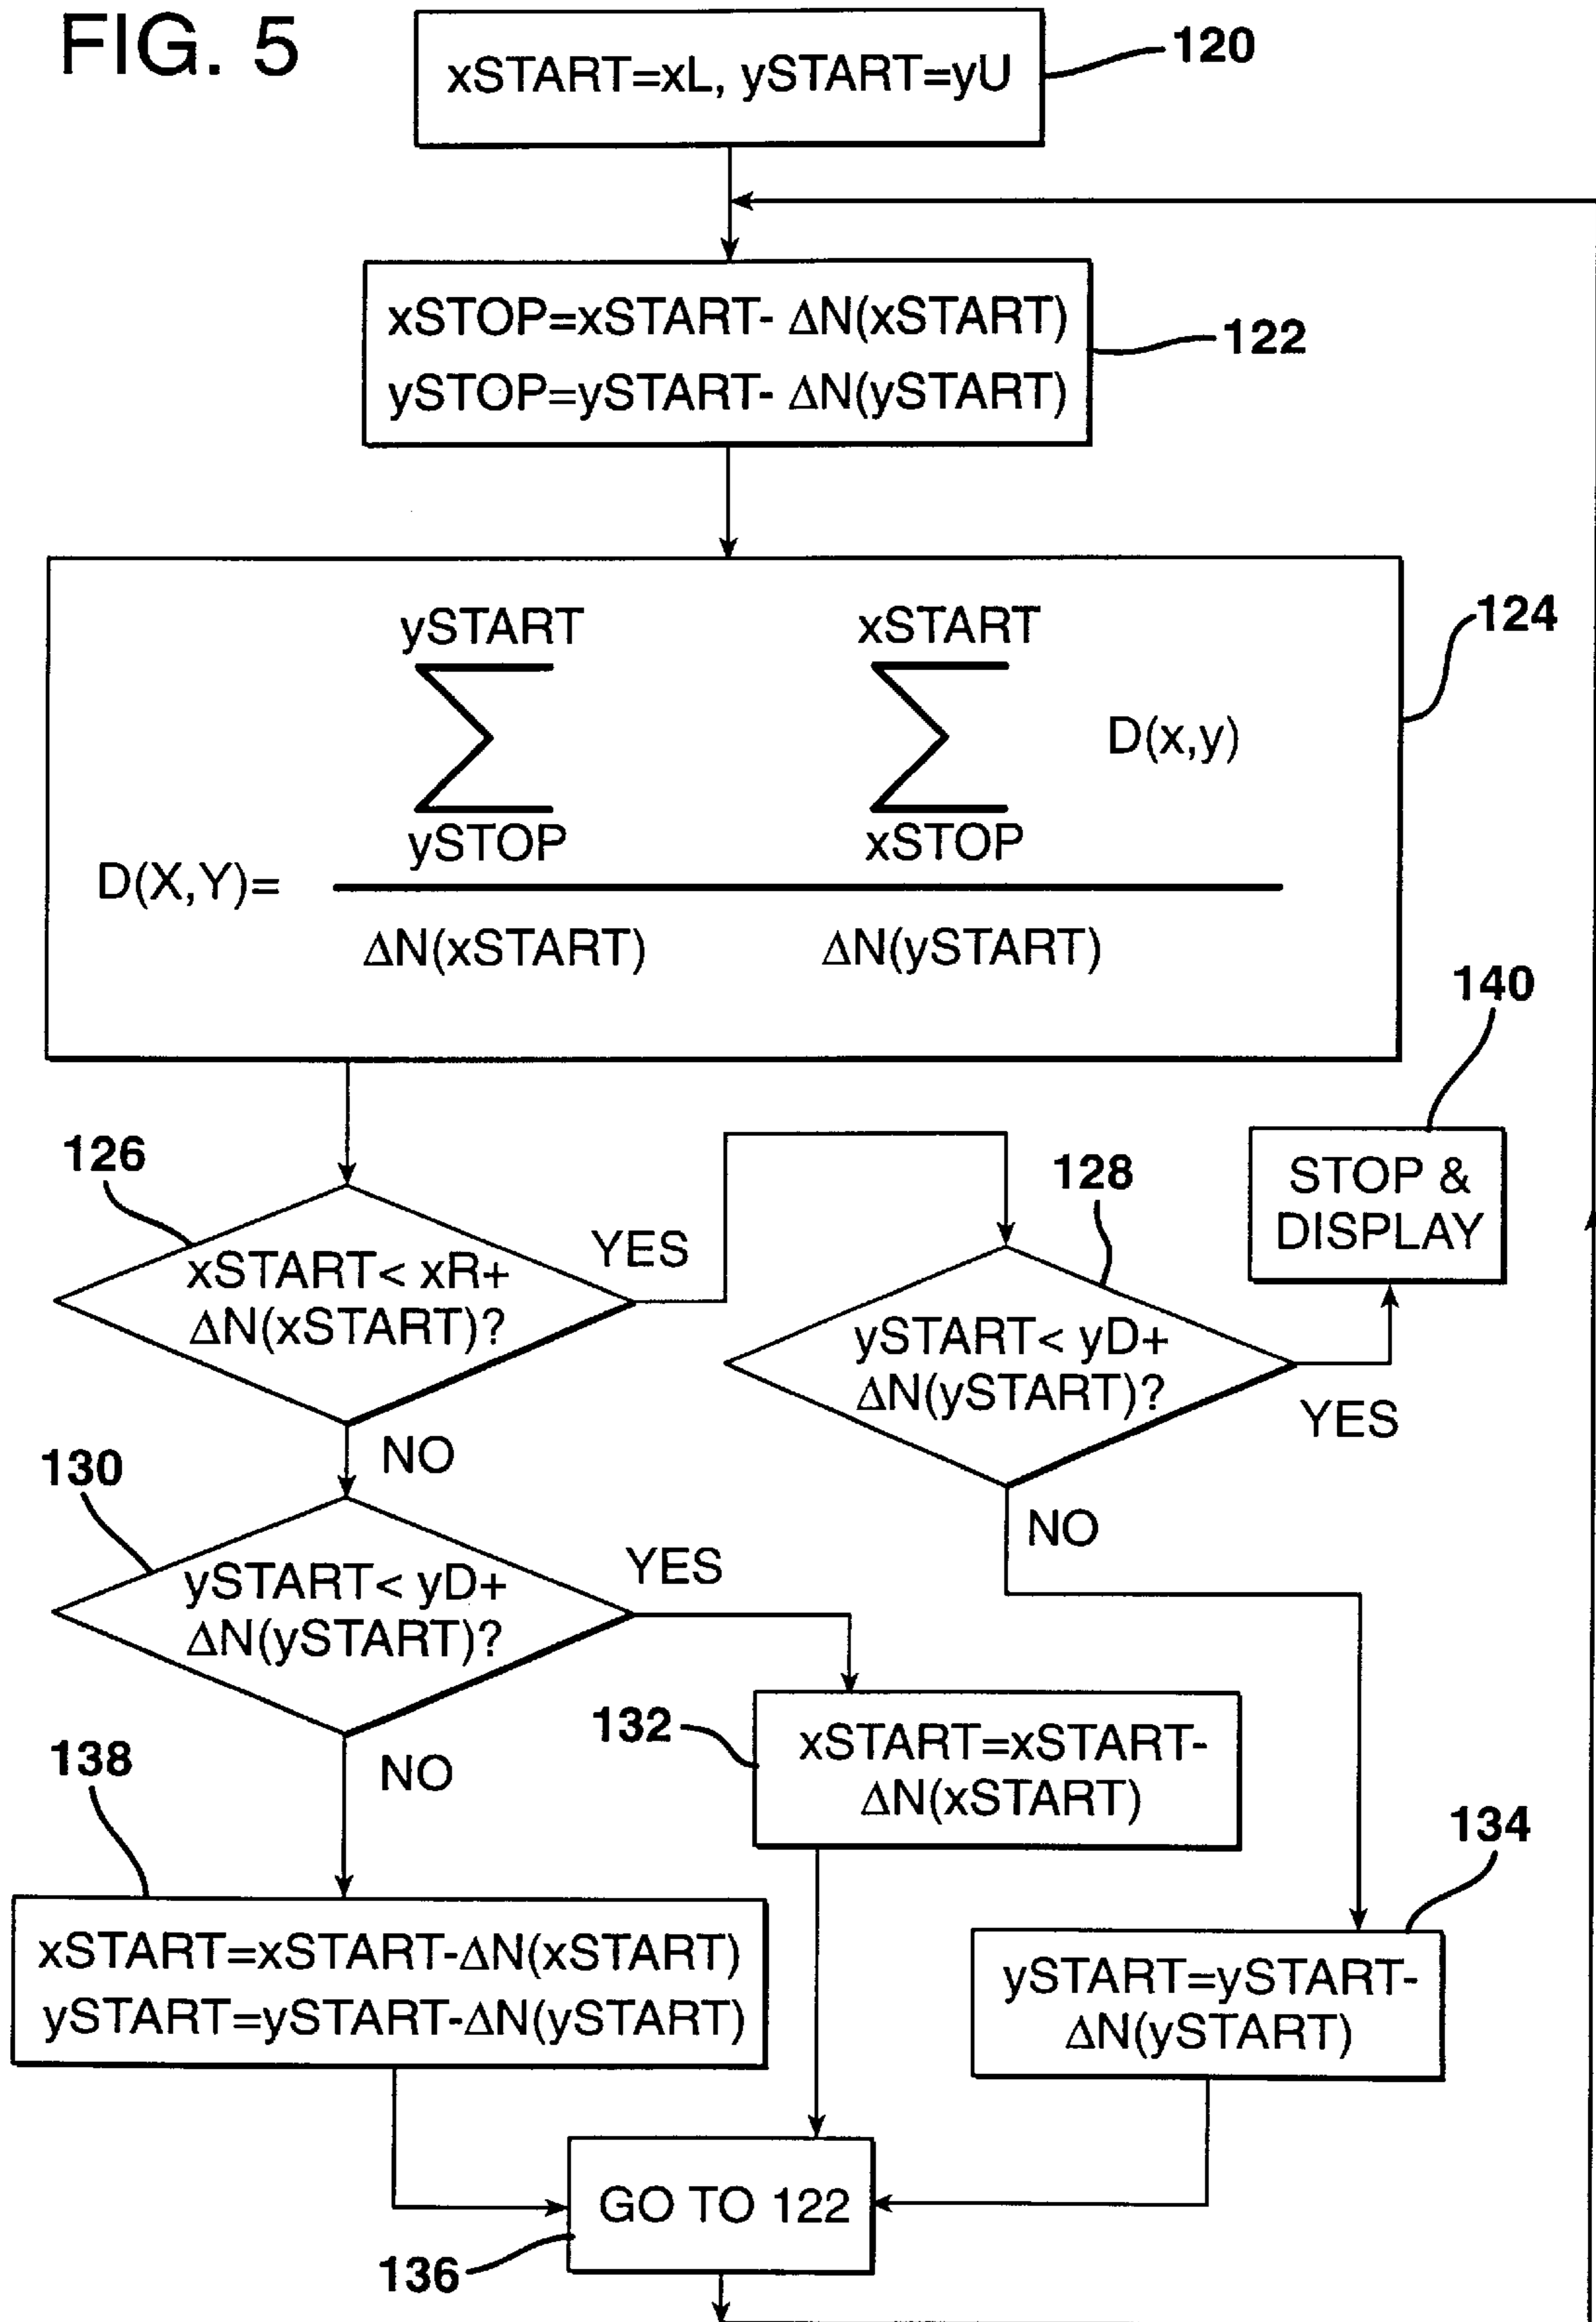 FIG. 5
xSTART=xL, ySTART=yU
120
xSTOP=xSTART- ΔN(xSTART)
ySTOP=ySTART- ΔN(ySTART)
122
ySTART xSTART
∑ ∑ D(x,y)
ySTOP xSTOP
D(X,Y)=
ΔN(xSTART) ΔN(ySTART)
124
140
STOP &
DISPLAY
126
xSTART< xR+
ΔN(xSTART)?
YES
128
ySTART< yD+
ΔN(ySTART)?
YES
NO
NO
130
ySTART< yD+
ΔN(ySTART)?
YES
NO
132
xSTART=xSTART-
ΔN(xSTART)
134
ySTART=ySTART-
ΔN(ySTART)
138
xSTART=xSTART-ΔN(xSTART)
ySTART=ySTART-ΔN(ySTART)
GO TO 122
136